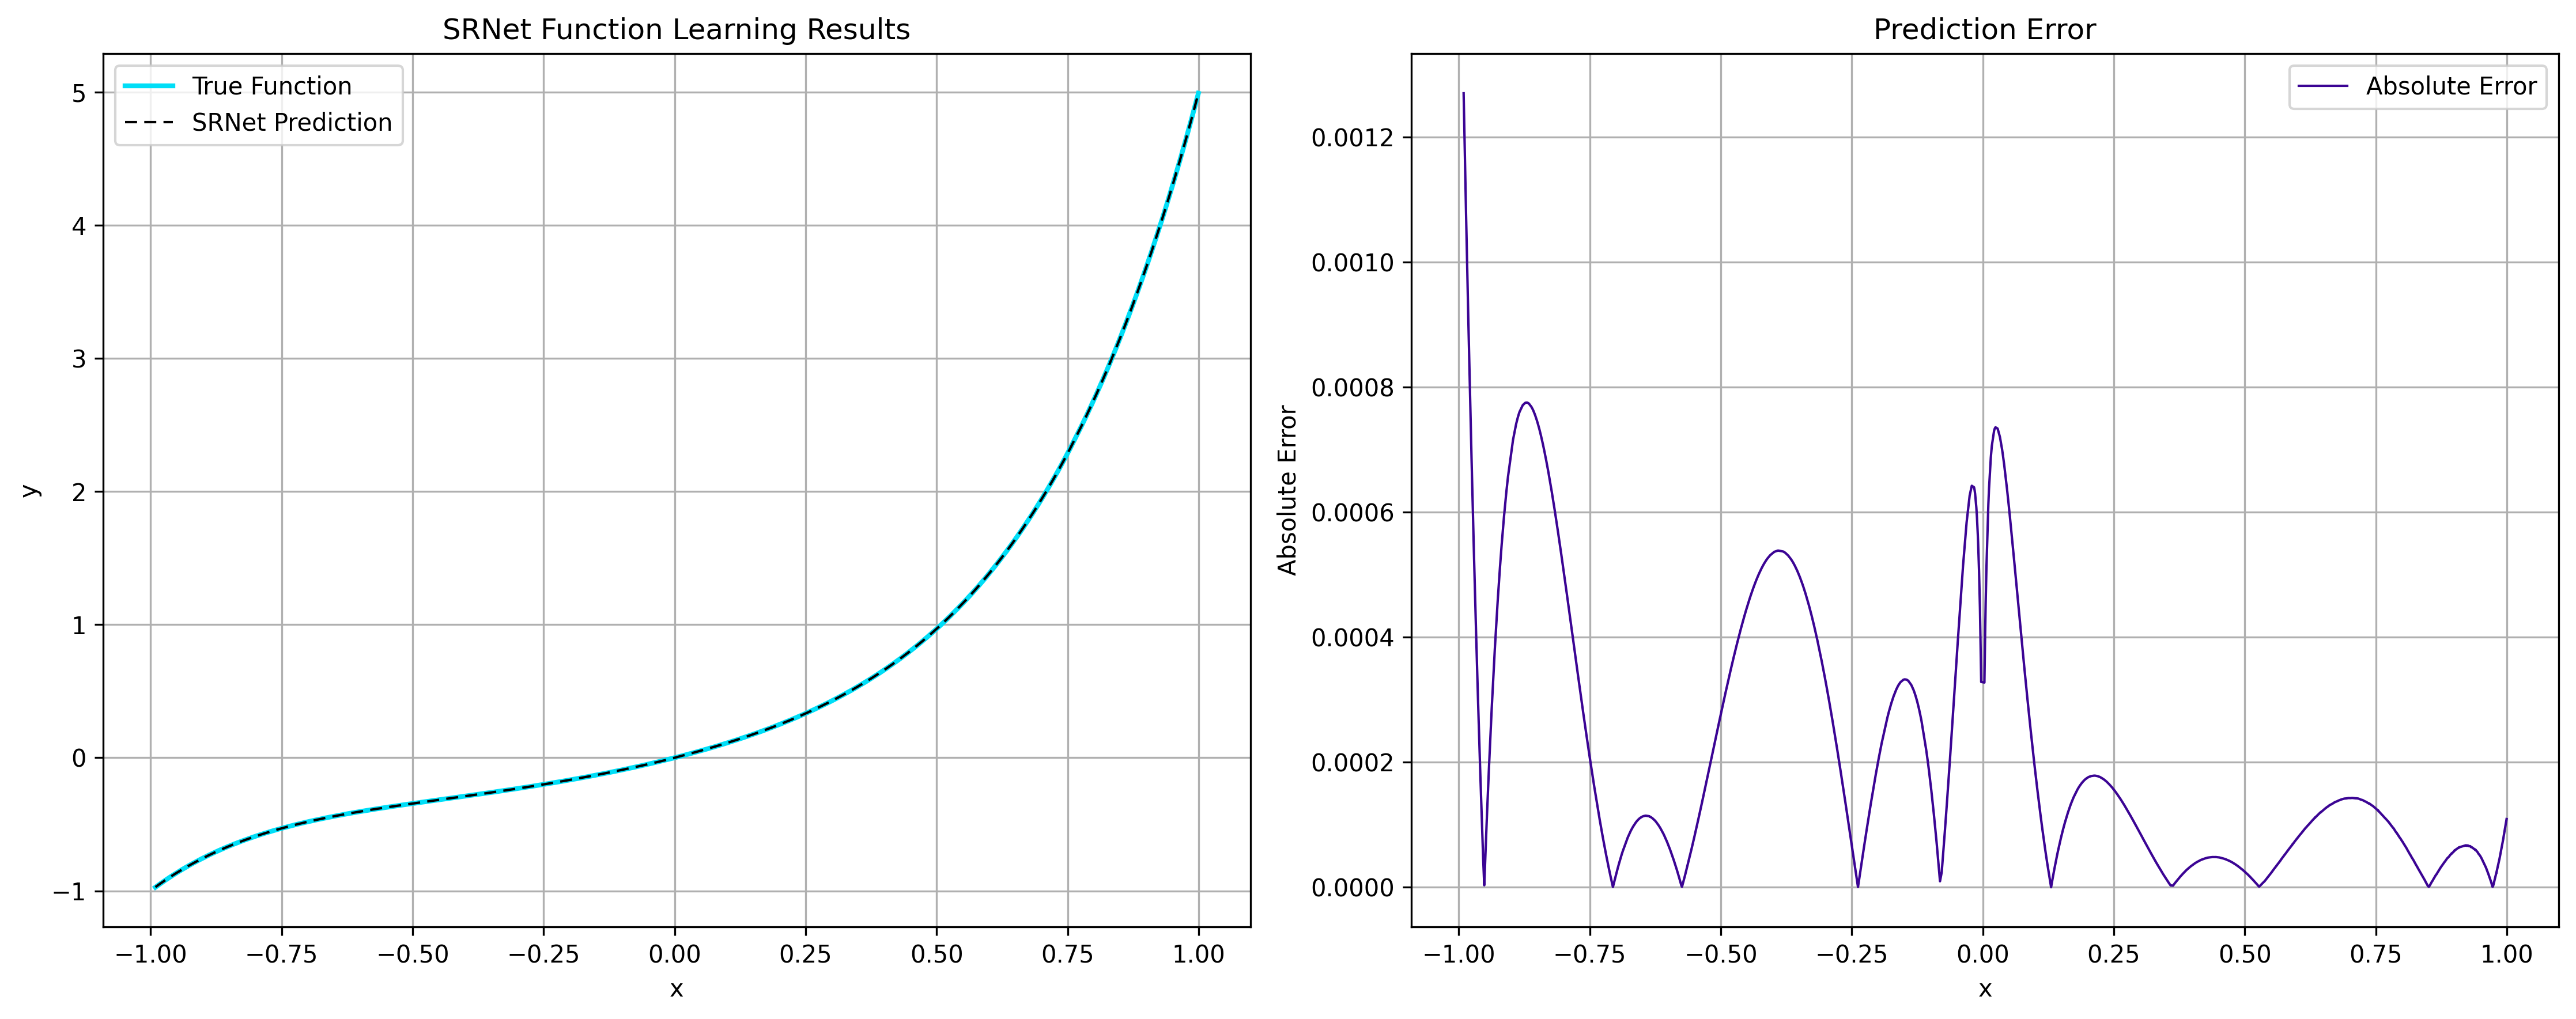 SRNet Function Learning Results
True Function
SRNet Prediction
5
4
3
2
1
0
−1
y
−1.00 −0.75 −0.50 −0.25 0.00 0.25 0.50 0.75 1.00
x
Prediction Error
Absolute Error
0.0012
0.0010
0.0008
0.0006
0.0004
0.0002
0.0000
Absolute Error
−1.00 −0.75 −0.50 −0.25 0.00 0.25 0.50 0.75 1.00
x